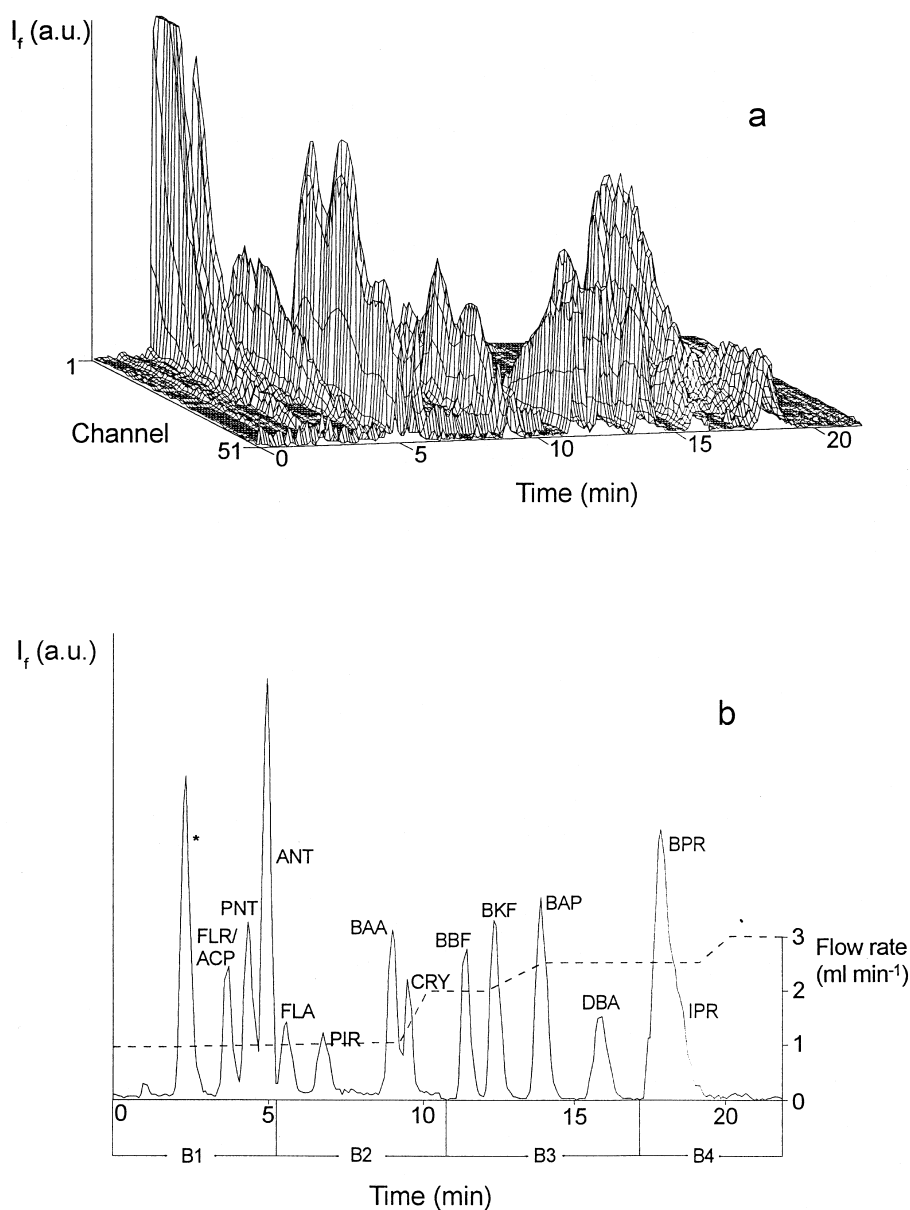 I_f (a.u.)
a
1
Channel
51
0
5
10
15
20
Time (min)
I_f (a.u.)
b
*
ANT
PNT
FLR/
ACP
FLA
PIR
BAA
CRY
BBF
BKF
BAP
DBA
BPR
IPR
3
2
1
0
Flow rate
(ml min⁻¹)
0
5
10
15
20
B1
B2
B3
B4
Time (min)